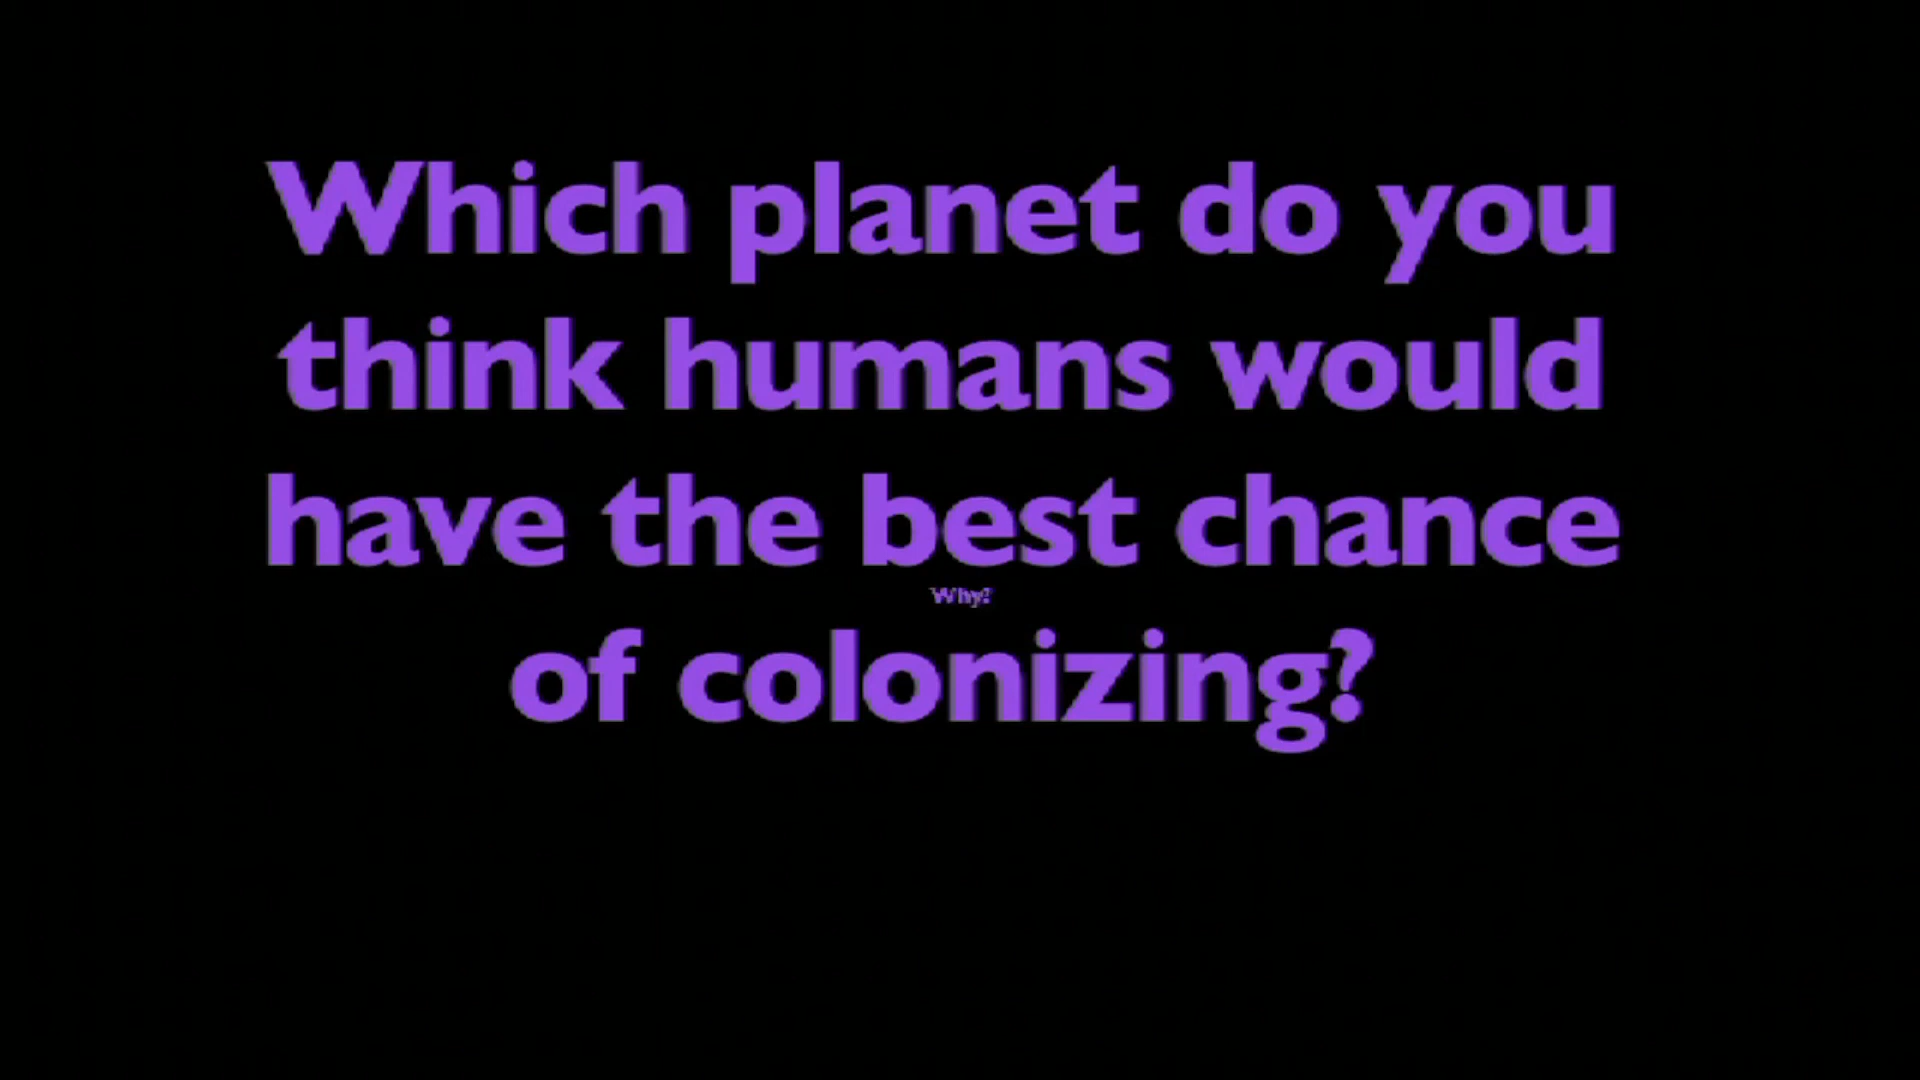 Which planet do you
think humans would
have the best chance
Why?
of colonizing?